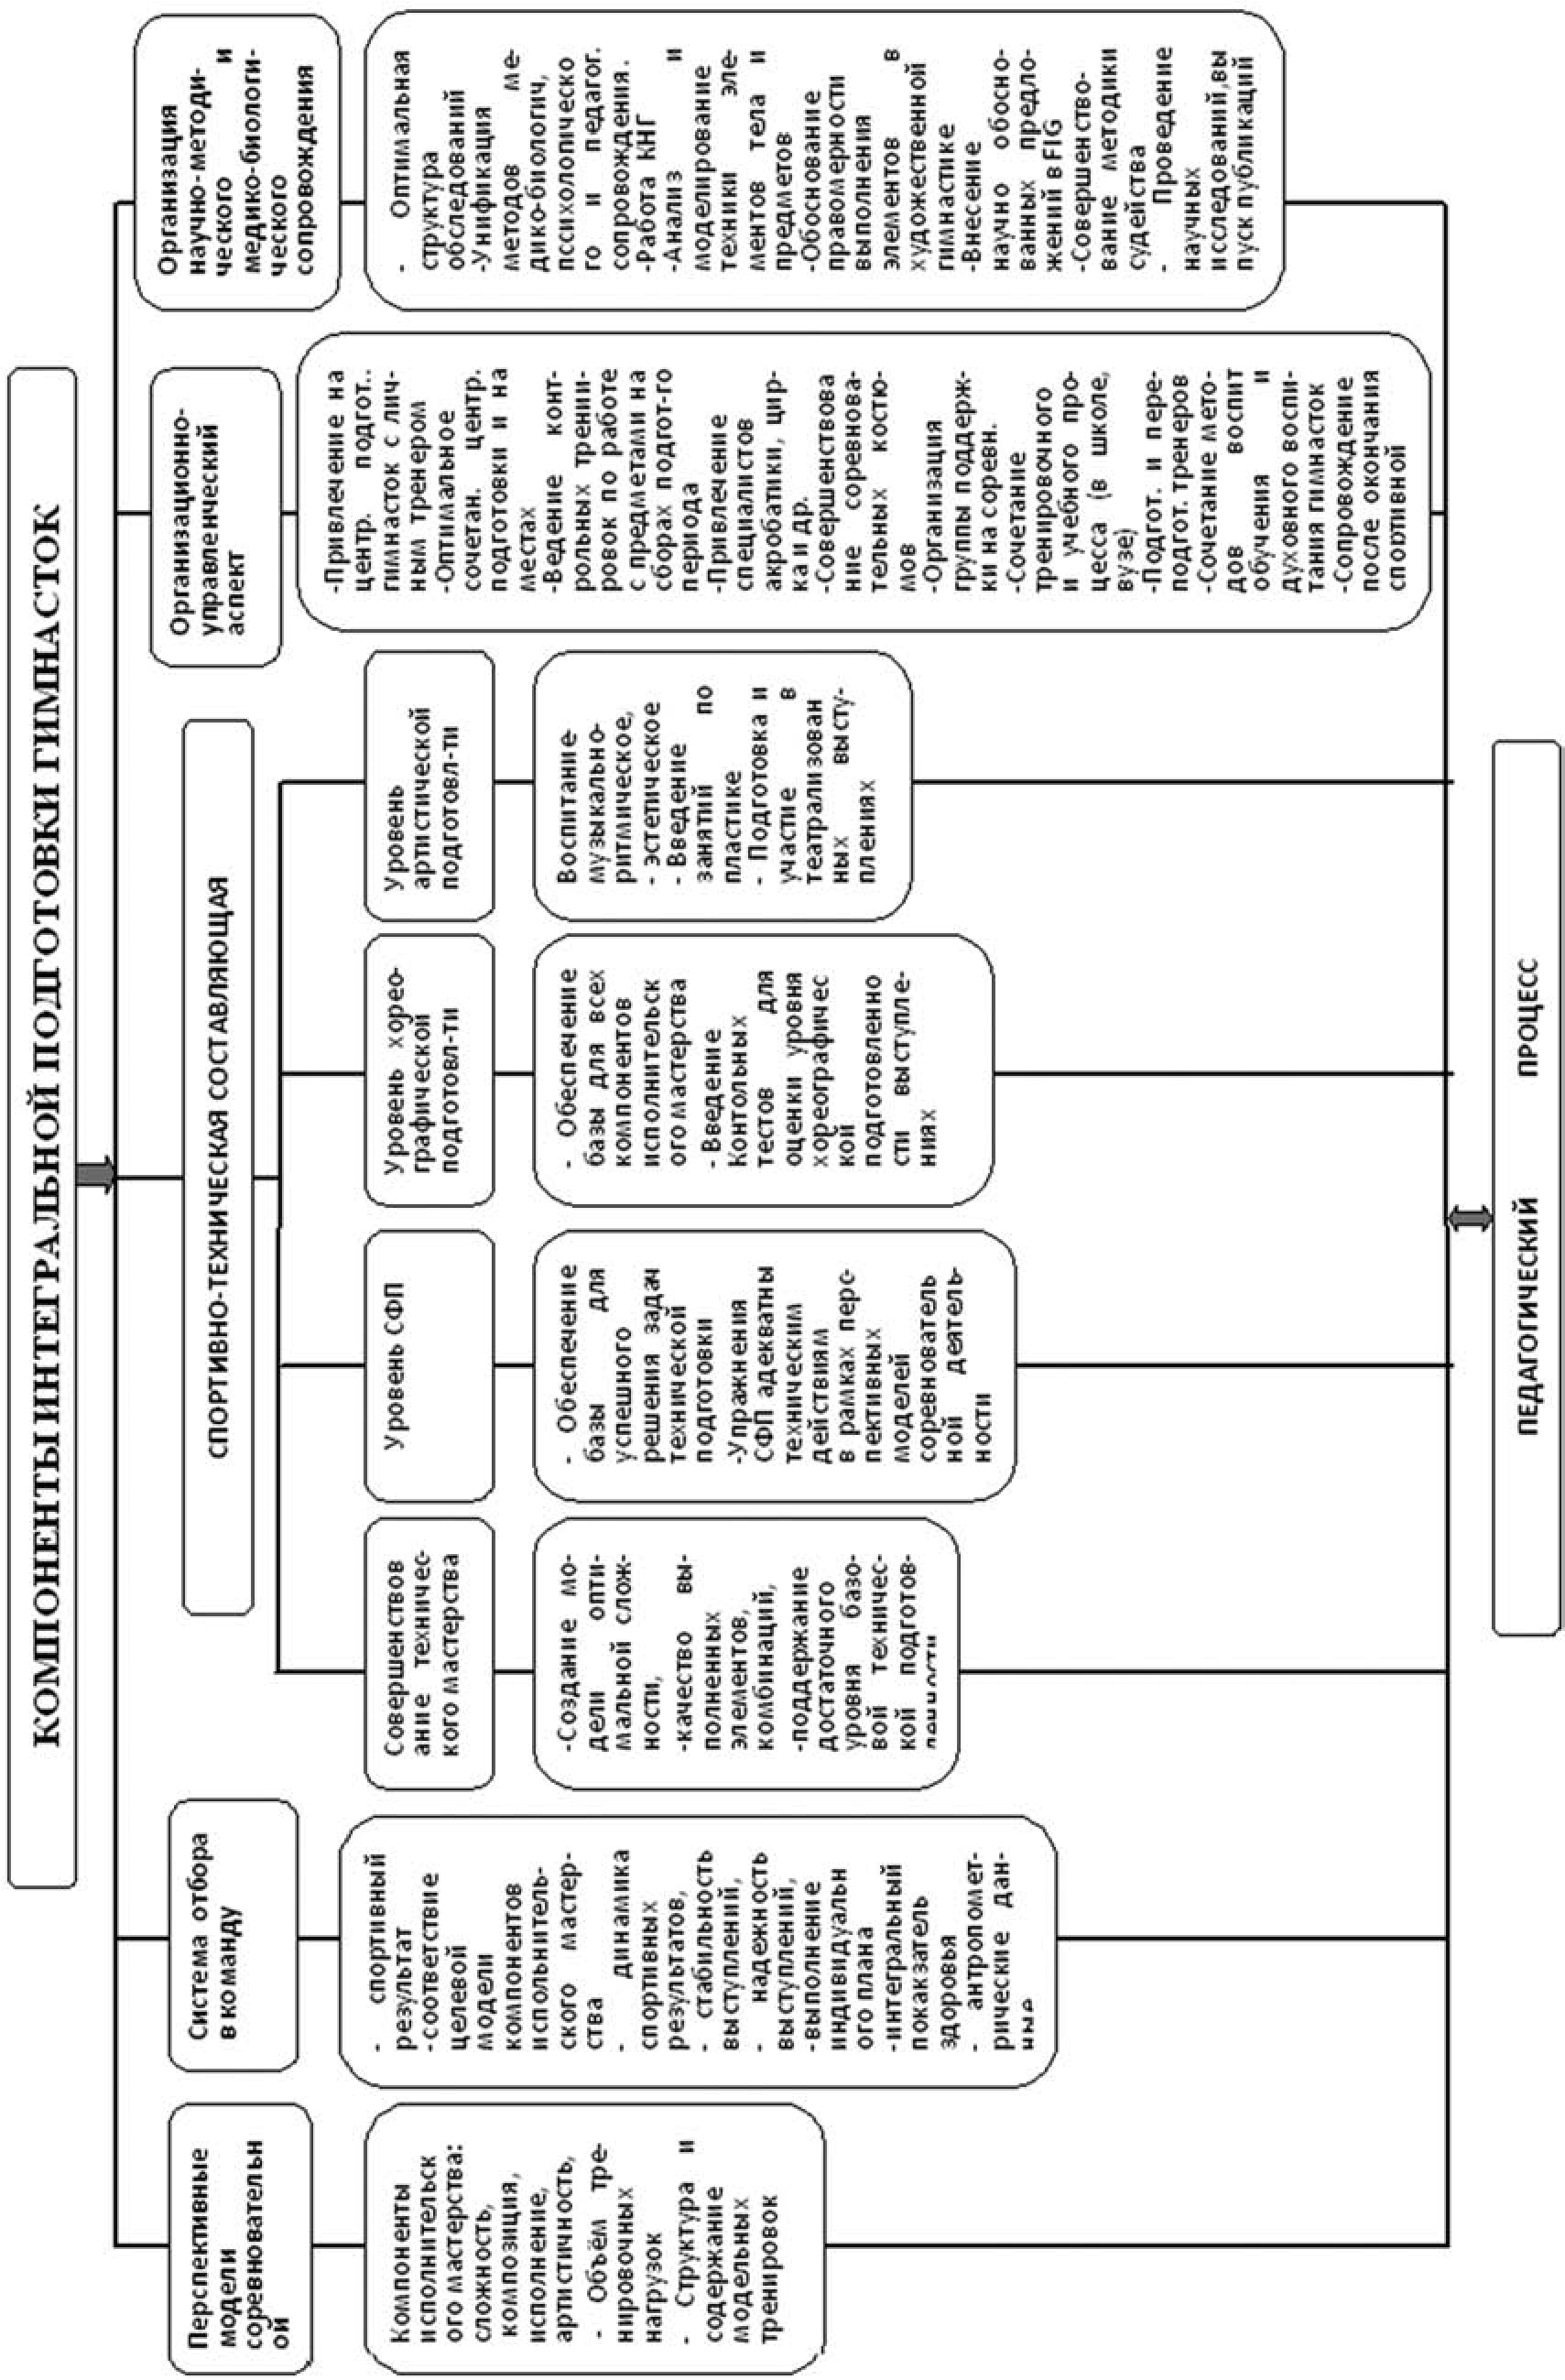 КОМПОНЕНТЫ ИНТЕГРАЛЬНОЙ ПОДГОТОВКИ ГИМНАСТОК
Перспективные
модели
соревновательн
ой
Система отбора
в команду
СПОРТИВНО-ТЕХНИЧЕСКАЯ СОСТАВЛЯЮЩАЯ
Организационно-
управленческий
аспект
Организация
научно-методи-
ческого и
медико-биологи-
ческого
сопровождения
Совершенствов
ание техничес-
кого мастерства
Уровень СФП
Уровень хорео-
графической
подготовл-ти
Уровень
артистической
подготовл-ти
Компоненты
исполнительск
ого мастерства:
сложность,
композиция,
исполнение,
артистичность,
- Объём тре-
нировочных
нагрузок
- Структура и
содержание
модельных
тренировок
- спортивный
результат
-соответствие
целевой
модели
компонентов
испольнитель-
ского мастер-
ства
- динамика
спортивных
результатов,
- стабильность
выступлений,
- надежность
выступлений,
-выполнение
индивидуальн
ого плана
-интегральный
покакзатель
здоровья
- антропомет-
рические дан-
ные
-Создание мо-
дели опти-
мальной слож-
ности,
-качество вы-
полненных
элементов,
комбинаций,
-поддержание
достаточного
уровня базо-
вой техничес-
кой подготов-
ленности
- Обеспечение
базы для
успешного
решения задач
технической
подготовки
-Упражнения
СФП адекватны
техническим
действиям
в рамках перс-
пективных
моделей
соревнователь
ной деятель-
ности
- Обеспечение
базы для всех
компонентов
исполнительск
ого мастерства
- Введение
Контольных
тестов для
оценки уровня
хореографичес
кой
подготовленно
сти выступле-
ниях
Воспитание-
музыкально-
ритмическое,
- эстетическое
- Введение
занятий по
пластике
- Подготовка и
участие в
театрализован
ных высту-
плениях
-Привлечение на
центр. подгот..
гимнасток с лич-
ным тренером
-Оптимальное
сочетан. центр.
подготовки и на
местах
-Ведение конт-
рольных трени-
ровок по работе
с предметами на
сборах подгот-го
периода
-Привлечение
специалистов
акробатики, цир-
ка и др.
-Совершенствова
ние соревнова-
тельных костю-
мов
-Организация
группы поддерж-
ки на соревн.
-Сочетание
тренировочного
и учебного про-
цесса (в школе,
вузе)
-Подгот. и пере-
подгот. тренеров
-Сочетание мето-
дов воспит
обучения и
духовного воспи-
тания гимнасток
-Сопровождение
после окончания
спортивной
- Оптимальная
структура
обследований
-Унификация
методов ме-
дико-биологич,
пссихолопическо
го и педагог.
сопровождения.
-Работа КНГ
-Анализ и
моделирование
техники эле-
ментов тела и
предметов
-Обоснование
правомерности
выполнения
элементов в
художественной
гимнастике
-Внесение
научно обосно-
ванных предло-
жений в FIG
-Совершенство-
вание методики
судейства
- Проведение
научных
исследований,вы
пуск публикаций
ПЕДАГОГИЧЕСКИЙ ПРОЦЕСС